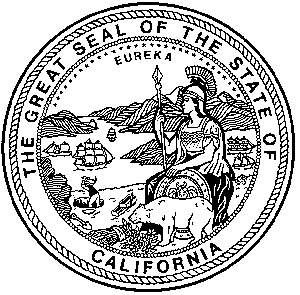 THE GREAT SEAL OF THE STATE OF
CALIFORNIA
EUREKA